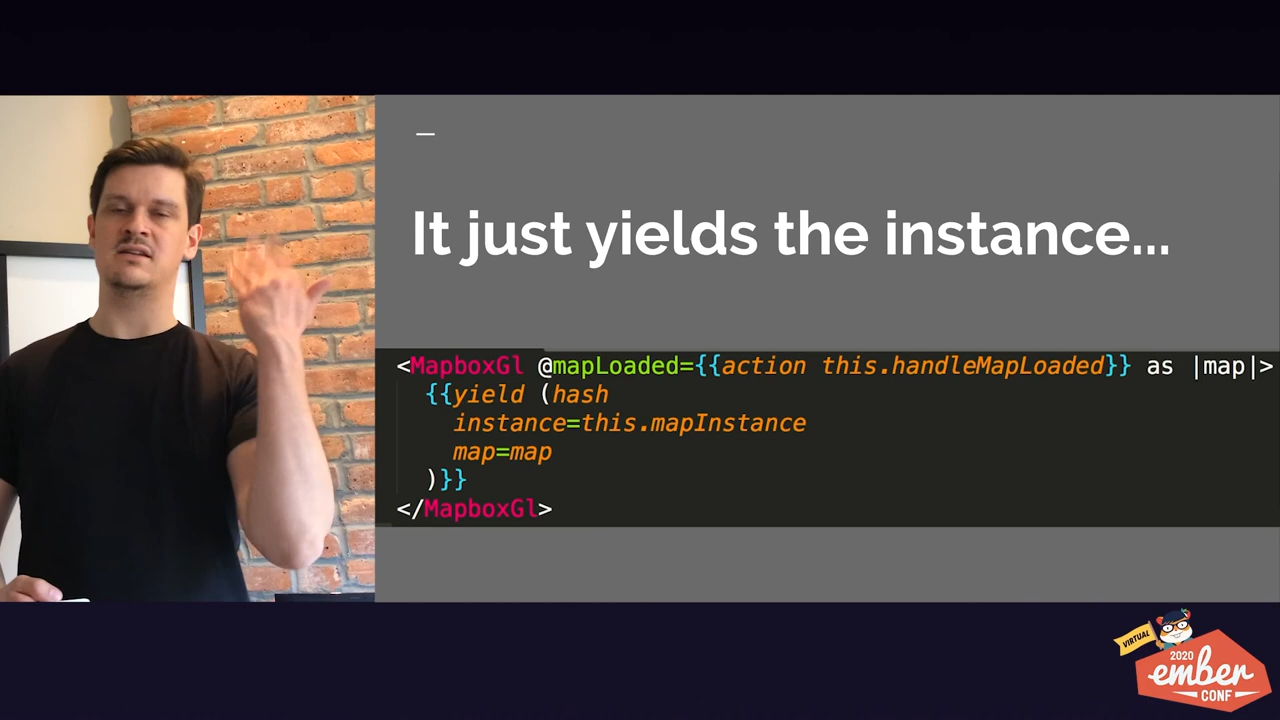 It just yields the instance...
<MapboxGl @mapLoaded={{action this.handleMapLoaded}} as |map|>
{{yield (hash
instance=this.mapInstance
map=map
)}}
</MapboxGl>
VIRTUAL
2020
ember
CONF